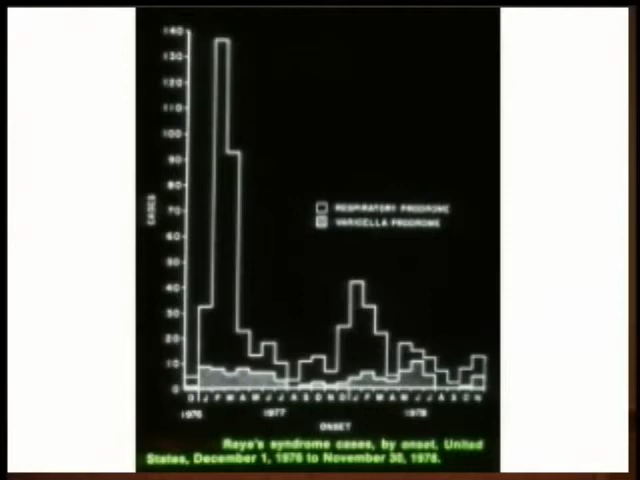 140
130
120
110
100
90
80
70
60
50
40
30
20
10
0
CASES
RESPIRATORY PRODROME
VARICELLA PRODROME
D J F M A M J J A S O N D J F M A M J J A S O N
1976 1977 1978
ONSET
Reye's syndrome cases, by onset, United
States, December 1, 1976 to November 30, 1978.